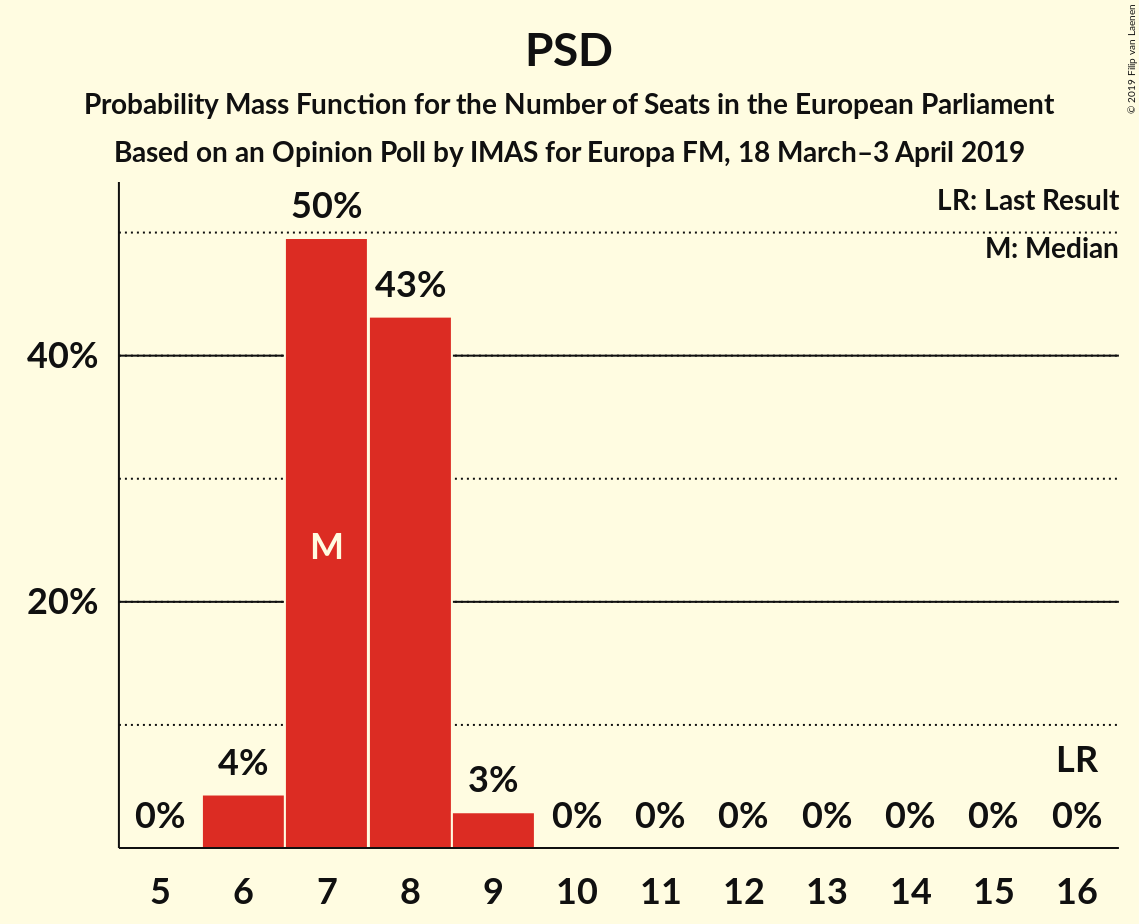 PSD
Probability Mass Function for the Number of Seats in the European Parliament
Based on an Opinion Poll by IMAS for Europa FM, 18 March–3 April 2019
© 2019 Filip van Laenen
LR: Last Result
M: Median
50%
43%
40%
M
20%
4%
3%
LR
0% 0% 0% 0% 0% 0% 0% 0%
5 6 7 8 9 10 11 12 13 14 15 16